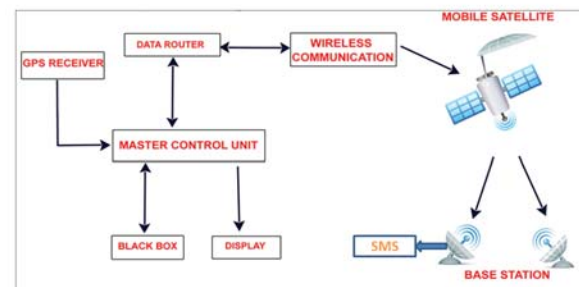 MOBILE SATELLITE
DATA ROUTER
WIRELESS
COMMUNICATION
GPS RECEIVER
MASTER CONTROL UNIT
BLACK BOX
DISPLAY
SMS
BASE STATION